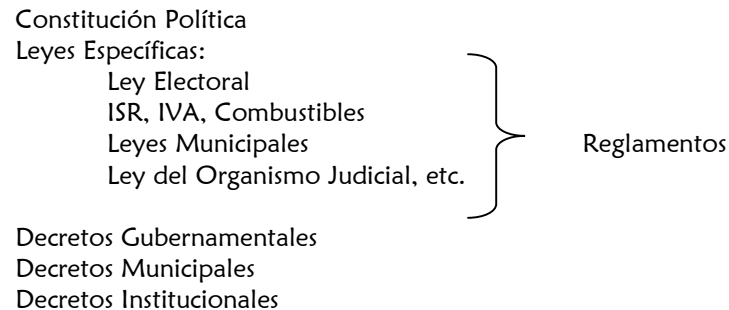 Constitución Política
Leyes Específicas:
Ley Electoral
ISR, IVA, Combustibles
Leyes Municipales
Reglamentos
Ley del Organismo Judicial, etc.
Decretos Gubernamentales
Decretos Municipales
Decretos Institucionales